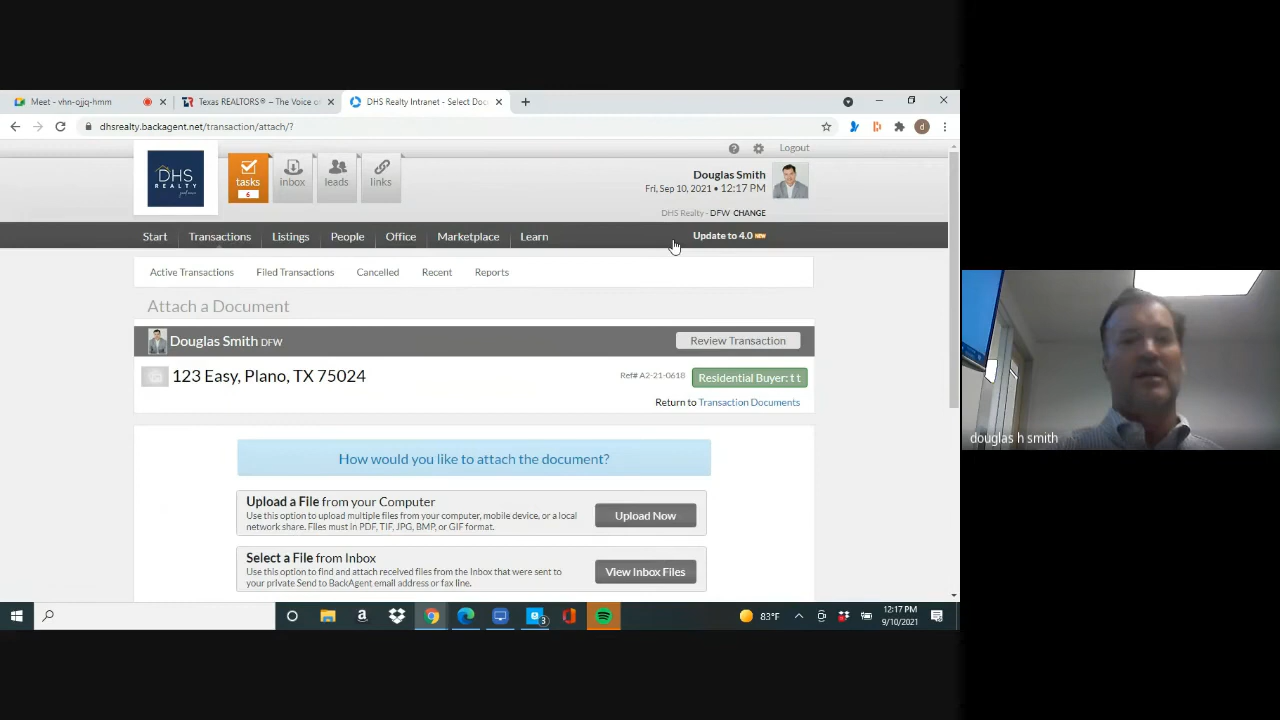 Meet - vhn-ojjq-hmm
Texas REALTORS® – The Voice o
DHS Realty Intranet - Select Doc
dhsrealty.backagent.net/transaction/attach/?
Logout
DHS
REALTY
tasks
6
inbox
leads
links
Douglas Smith
Fri, Sep 10, 2021 • 12:17 PM
DHS Realty - DFW CHANGE
Start Transactions Listings People Office Marketplace Learn
Update to 4.0 NEW
Active Transactions Filed Transactions Cancelled Recent Reports
Attach a Document
Douglas Smith DFW
Review Transaction
123 Easy, Plano, TX 75024
Ref# A2-21-0618
Residential Buyer: t t
Return to Transaction Documents
How would you like to attach the document?
Upload a File from your Computer
Use this option to upload multiple files from your computer, mobile device, or a local
network share. Files must in PDF, TIF, JPG, BMP, or GIF format.
Upload Now
Select a File from Inbox
Use this option to find and attach received files from the Inbox that were sent to
your private Send to BackAgent email address or fax line.
View Inbox Files
douglas h smith
3
83°F
12:17 PM
9/10/2021